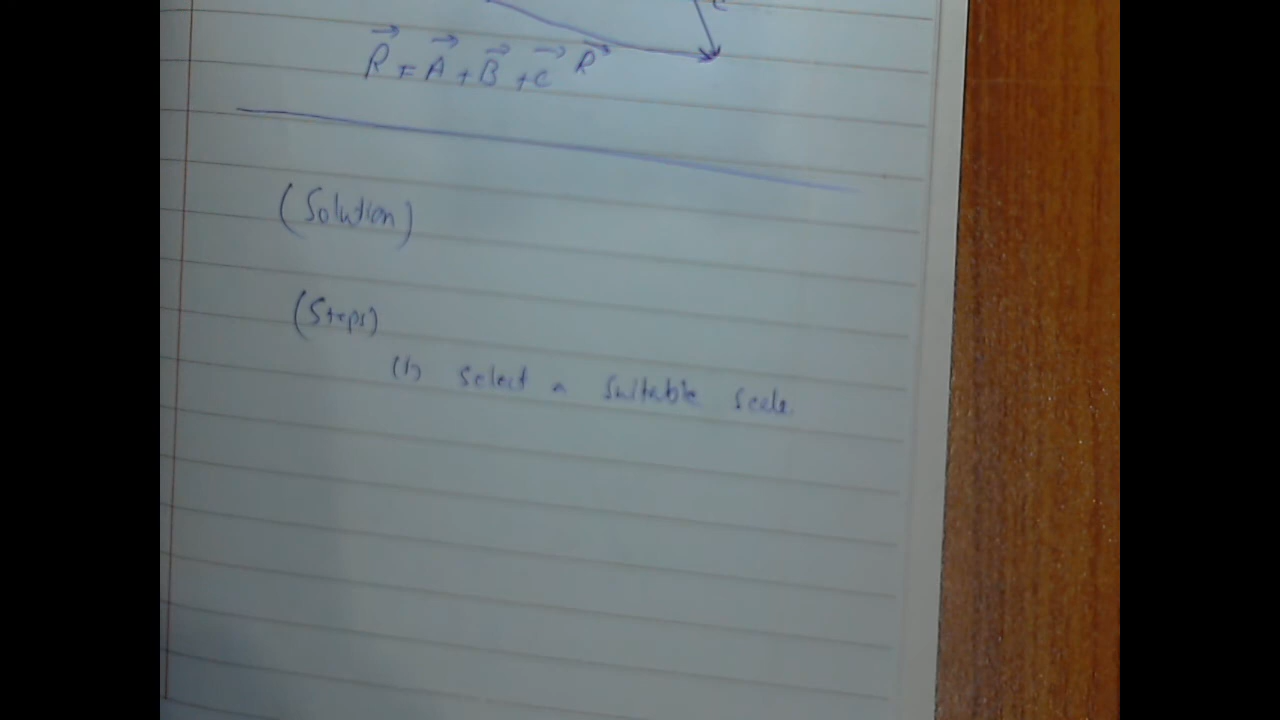 R⃗ = A⃗ + B⃗ + C⃗ R⃗
(Solution)
(Steps)
(1) Select a suitable scale.